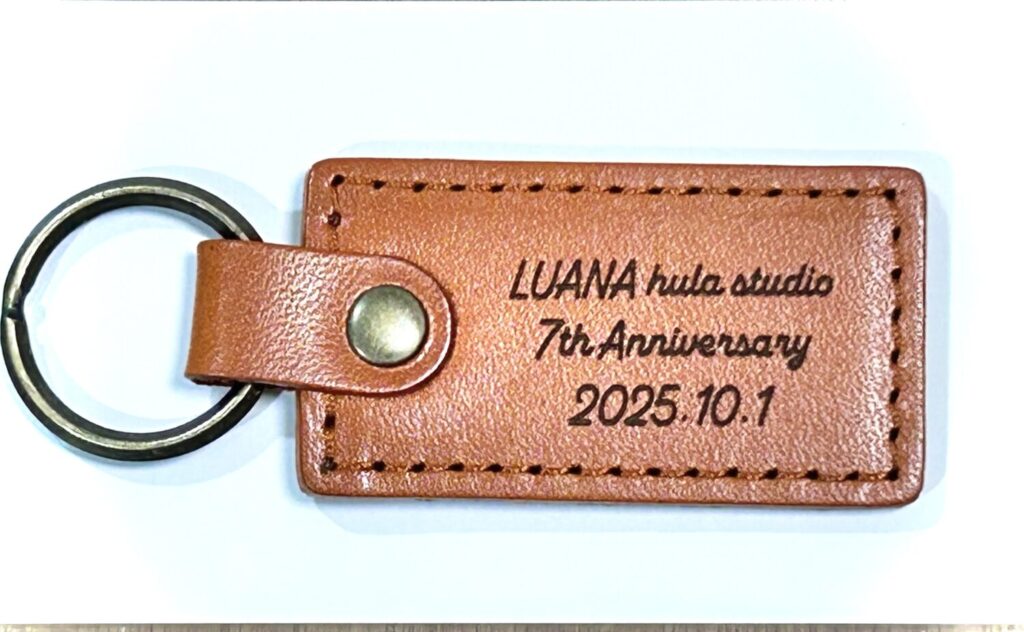 LUANA hula studio
7th Anniversary
2025.10.1